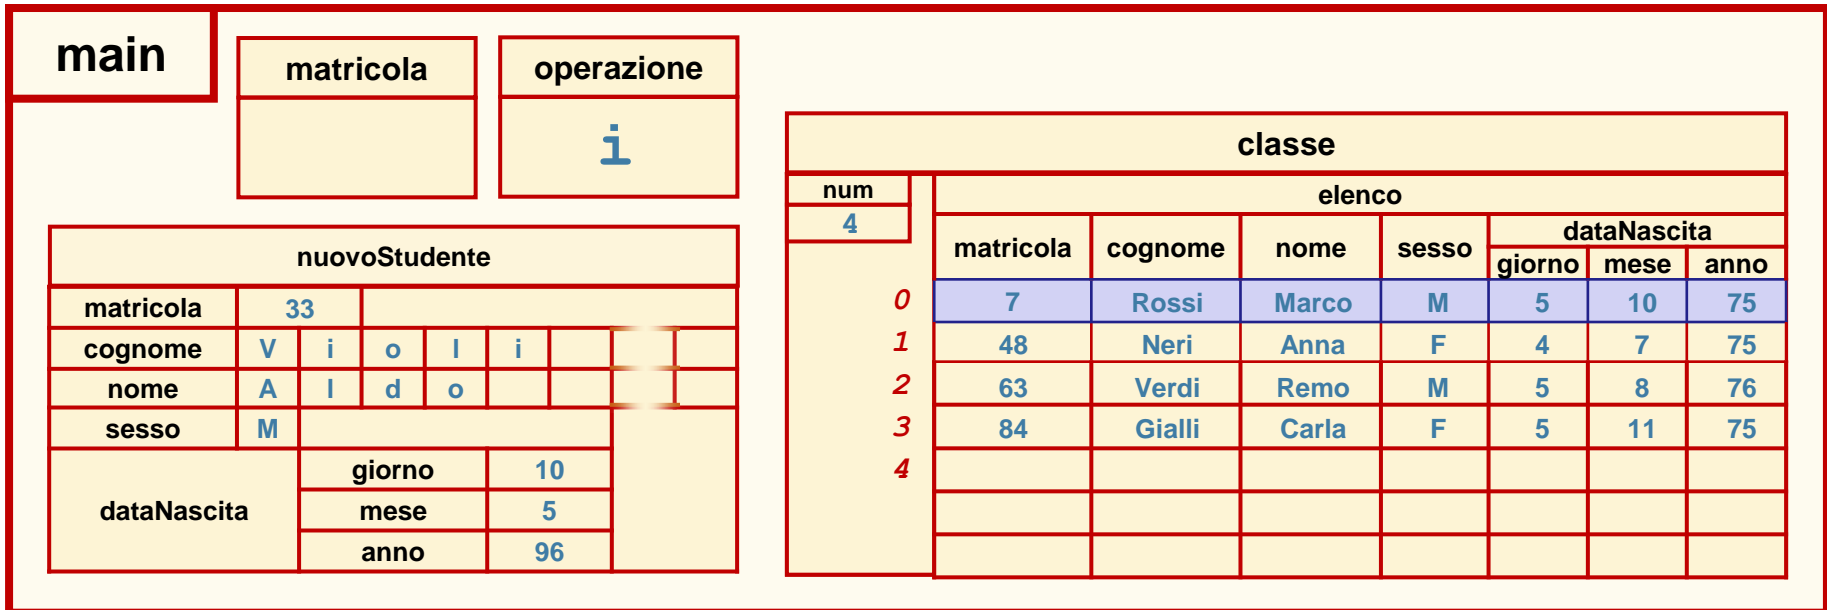 main
matricola
operazione
i
nuovoStudente
matricola 33
cognome V i o l i
nome A l d o
sesso M
dataNascita
giorno 10
mese 5
anno 96
classe
num
4
elenco
matricola cognome nome sesso dataNascita
giorno mese anno
0 7 Rossi Marco M 5 10 75
1 48 Neri Anna F 4 7 75
2 63 Verdi Remo M 5 8 76
3 84 Gialli Carla F 5 11 75
4